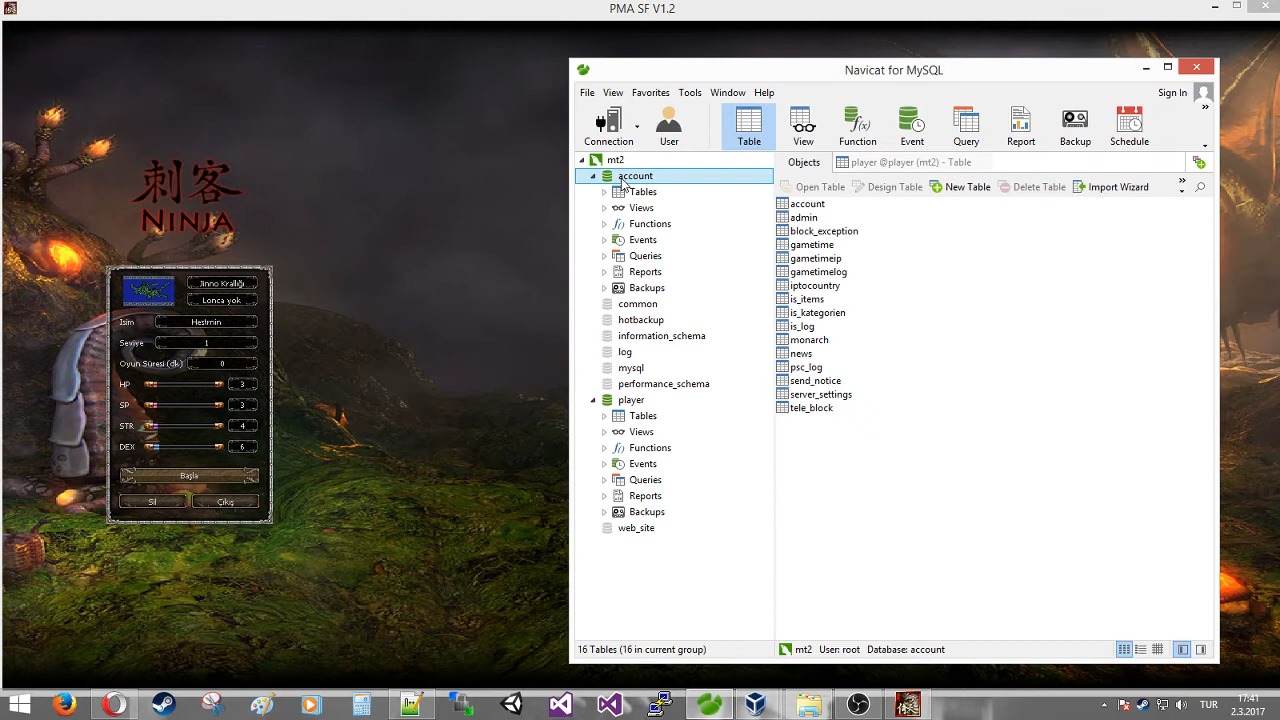 PMA SF V1.2
刺客
NINJA
Jinno Krallığı
Lonca yok
İsim
Hestmin
Seviye
1
Oyun Süresi (dk)
0
HP
3
SP
3
STR
4
DEX
6
Başla
Sil
Çıkış
Navicat for MySQL
File View Favorites Tools Window Help
Sign In
Connection User Table View Function Event Query Report Backup Schedule
mt2
account
Tables
Views
Functions
Events
Queries
Reports
Backups
common
hotbackup
information_schema
log
mysql
performance_schema
player
Tables
Views
Functions
Events
Queries
Reports
Backups
web_site
Objects
player @player (mt2) - Table
Open Table Design Table New Table Delete Table Import Wizard
account
admin
block_exception
gametime
gametimeip
gametimelog
iptocountry
is_items
is_kategorien
is_log
monarch
news
psc_log
send_notice
server_settings
tele_block
16 Tables (16 in current group)
mt2 User: root Database: account
TUR
17:41
2.3.2017